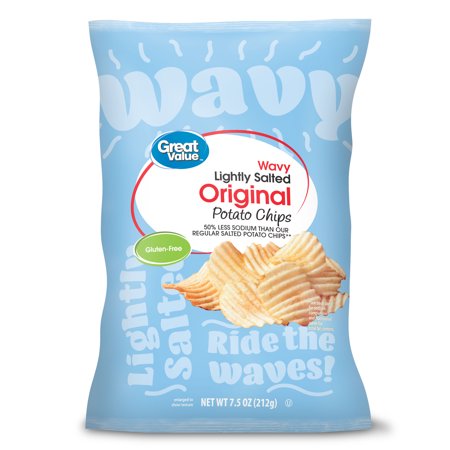 Wavy
Great
Value™
Wavy
Lightly Salted
Original
Potato Chips
50% LESS SODIUM THAN OUR
REGULAR SALTED POTATO CHIPS**
Gluten-Free
Lightly
Salted
Ride the
waves!
NET WT 7.5 OZ (212g)